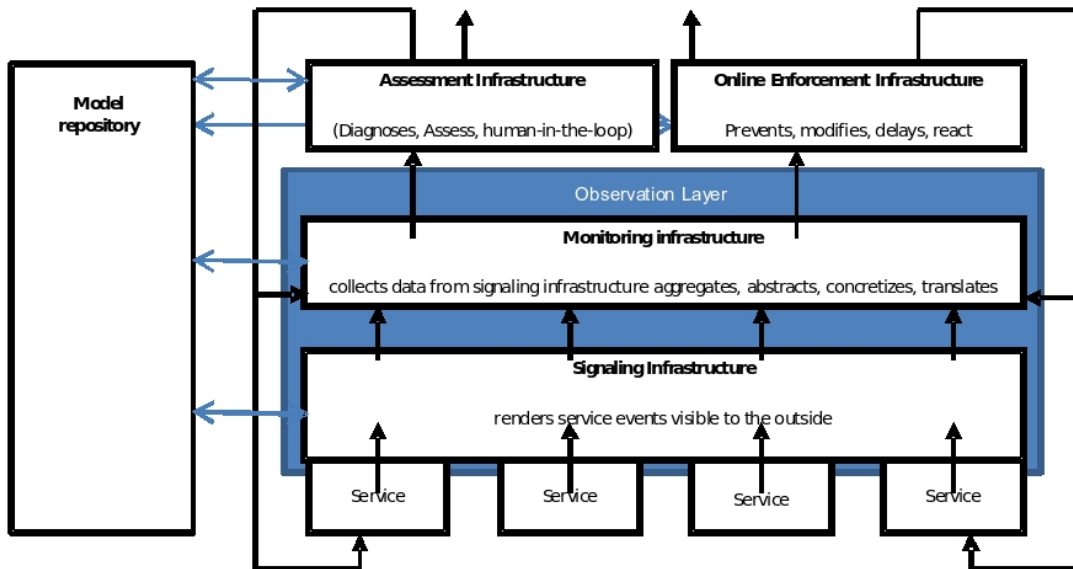 Model
repository
Assessment Infrastructure
(Diagnoses, Assess, human-in-the-loop)
Online Enforcement Infrastructure
Prevents, modifies, delays, react
Observation Layer
Monitoring infrastructure
collects data from signaling infrastructure aggregates, abstracts, concretizes, translates
Signaling Infrastructure
renders service events visible to the outside
Service
Service
Service
Service